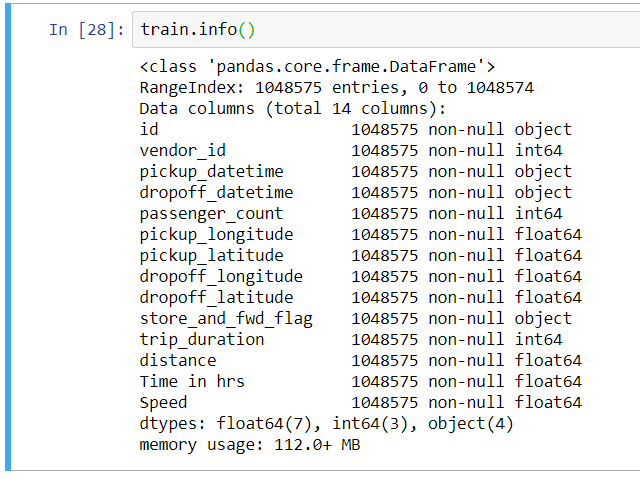 In [28]: train.info()
<class 'pandas.core.frame.DataFrame'>
RangeIndex: 1048575 entries, 0 to 1048574
Data columns (total 14 columns):
id                    1048575 non-null object
vendor_id             1048575 non-null int64
pickup_datetime       1048575 non-null object
dropoff_datetime      1048575 non-null object
passenger_count       1048575 non-null int64
pickup_longitude      1048575 non-null float64
pickup_latitude       1048575 non-null float64
dropoff_longitude     1048575 non-null float64
dropoff_latitude      1048575 non-null float64
store_and_fwd_flag    1048575 non-null object
trip_duration         1048575 non-null int64
distance              1048575 non-null float64
Time in hrs           1048575 non-null float64
Speed                 1048575 non-null float64
dtypes: float64(7), int64(3), object(4)
memory usage: 112.0+ MB